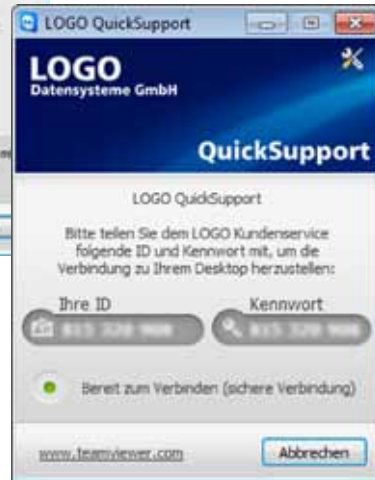 LOGO QuickSupport
LOGO
Datensysteme GmbH
QuickSupport
LOGO QuickSupport
Bitte teilen Sie dem LOGO Kundenservice
folgende ID und Kennwort mit, um die
Verbindung zu Ihrem Desktop herzustellen:
Ihre ID
Kennwort
Bereit zum Verbinden (sichere Verbindung)
www.teamviewer.com
Abbrechen